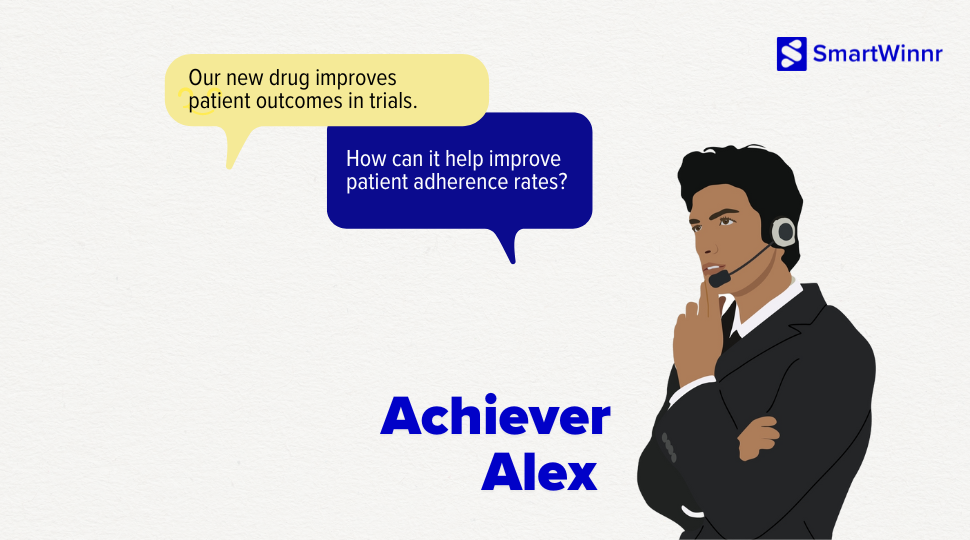 SmartWinnr
Our new drug improves
patient outcomes in trials.
How can it help improve
patient adherence rates?
Achiever
Alex